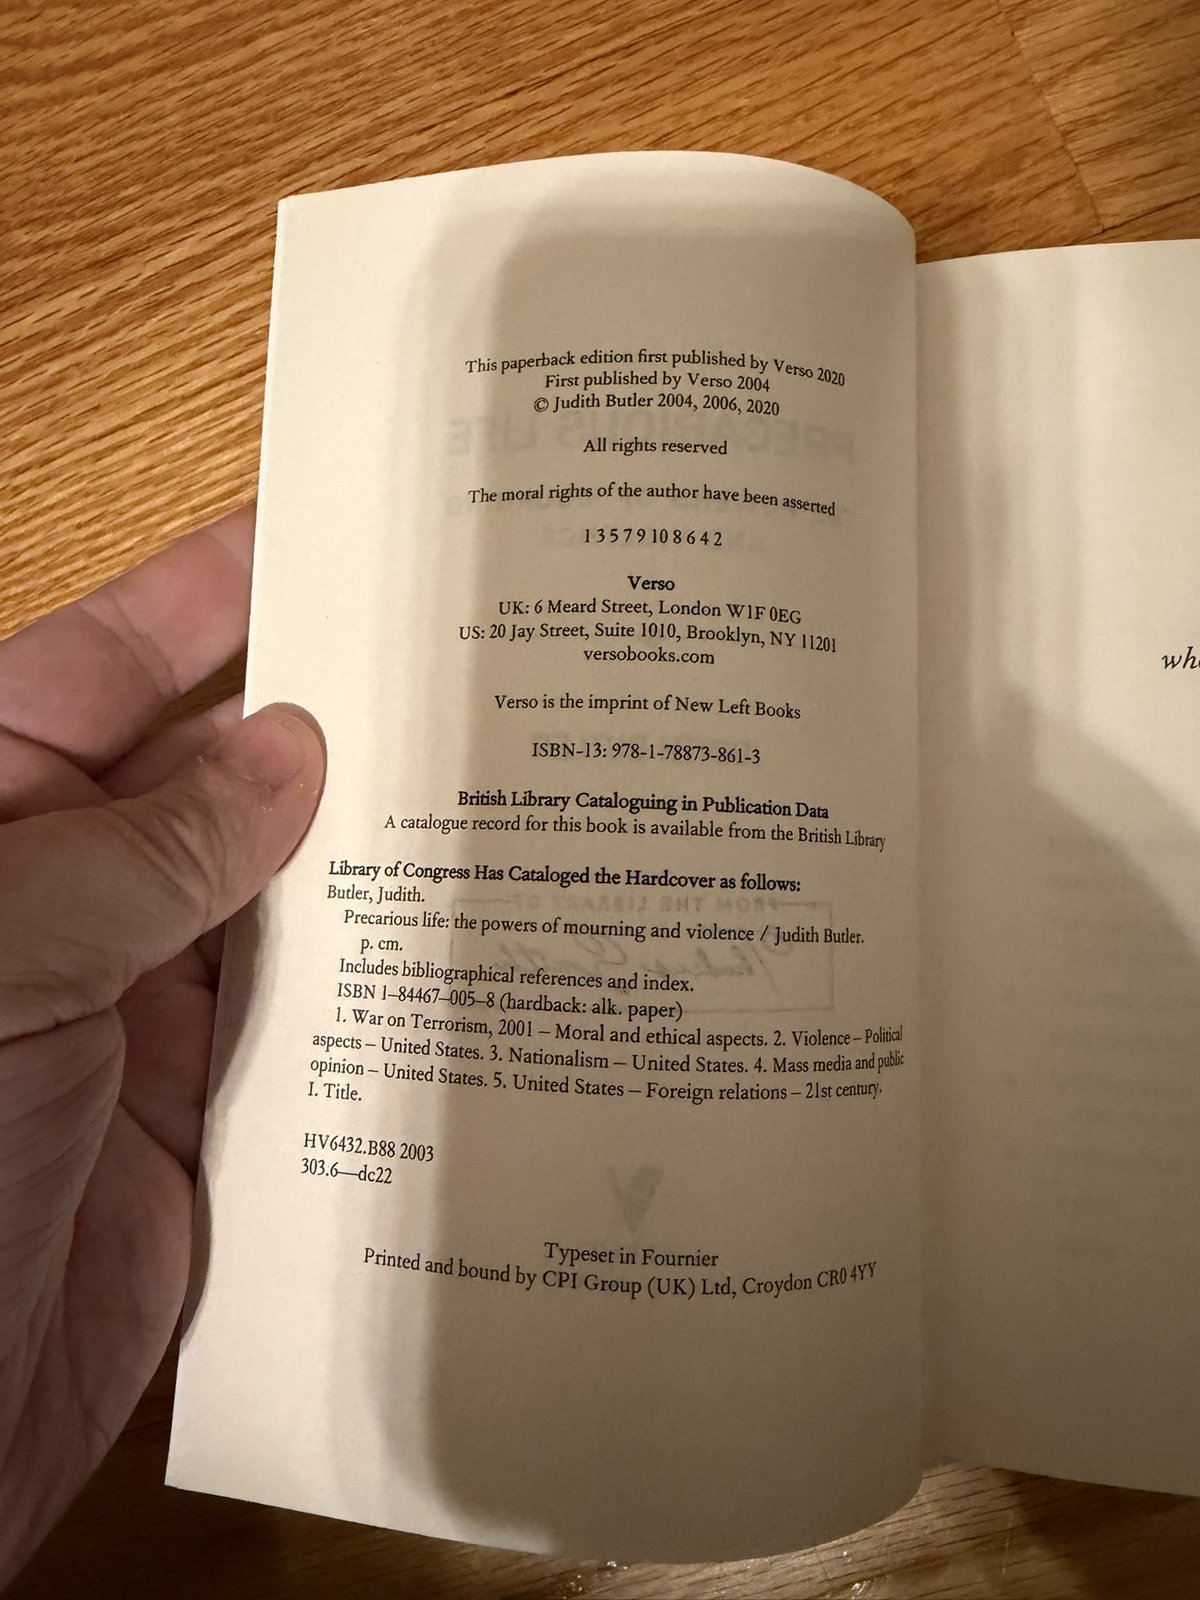 This paperback edition first published by Verso 2020
First published by Verso 2004
© Judith Butler 2004, 2006, 2020
All rights reserved
The moral rights of the author have been asserted
1 3 5 7 9 10 8 6 4 2
Verso
UK: 6 Meard Street, London W1F 0EG
US: 20 Jay Street, Suite 1010, Brooklyn, NY 11201
versobooks.com
Verso is the imprint of New Left Books
ISBN-13: 978-1-78873-861-3
British Library Cataloguing in Publication Data
A catalogue record for this book is available from the British Library
Library of Congress Has Cataloged the Hardcover as follows:
Butler, Judith.
Precarious life: the powers of mourning and violence / Judith Butler.
p. cm.
Includes bibliographical references and index.
ISBN 1–84467–005–8 (hardback: alk. paper)
1. War on Terrorism, 2001 – Moral and ethical aspects. 2. Violence – Political
aspects – United States. 3. Nationalism – United States. 4. Mass media and public
opinion – United States. 5. United States – Foreign relations – 21st century.
I. Title.
HV6432.B88 2003
303.6—dc22
Typeset in Fournier
Printed and bound by CPI Group (UK) Ltd, Croydon CR0 4YY